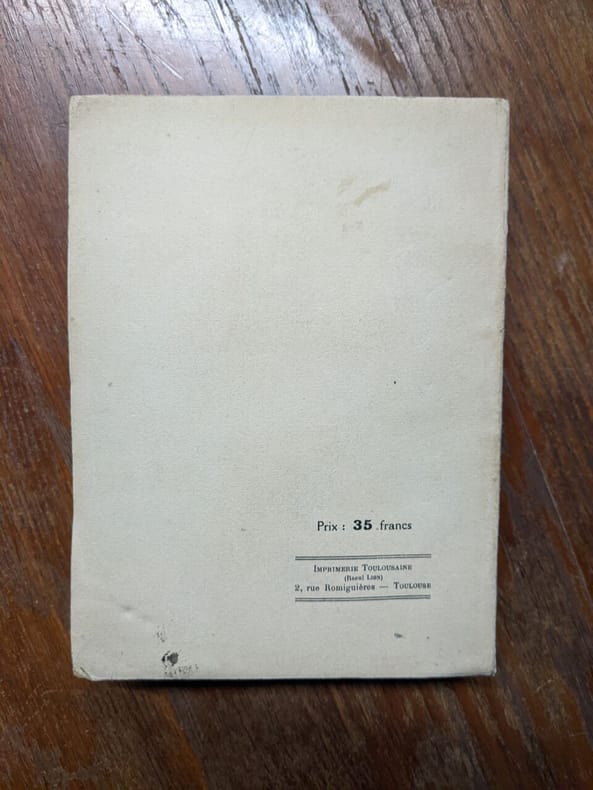 Prix : 35 francs
IMPRIMERIE TOULOUSAINE
(Raoul LION)
2, rue Romiguières — TOULOUSE